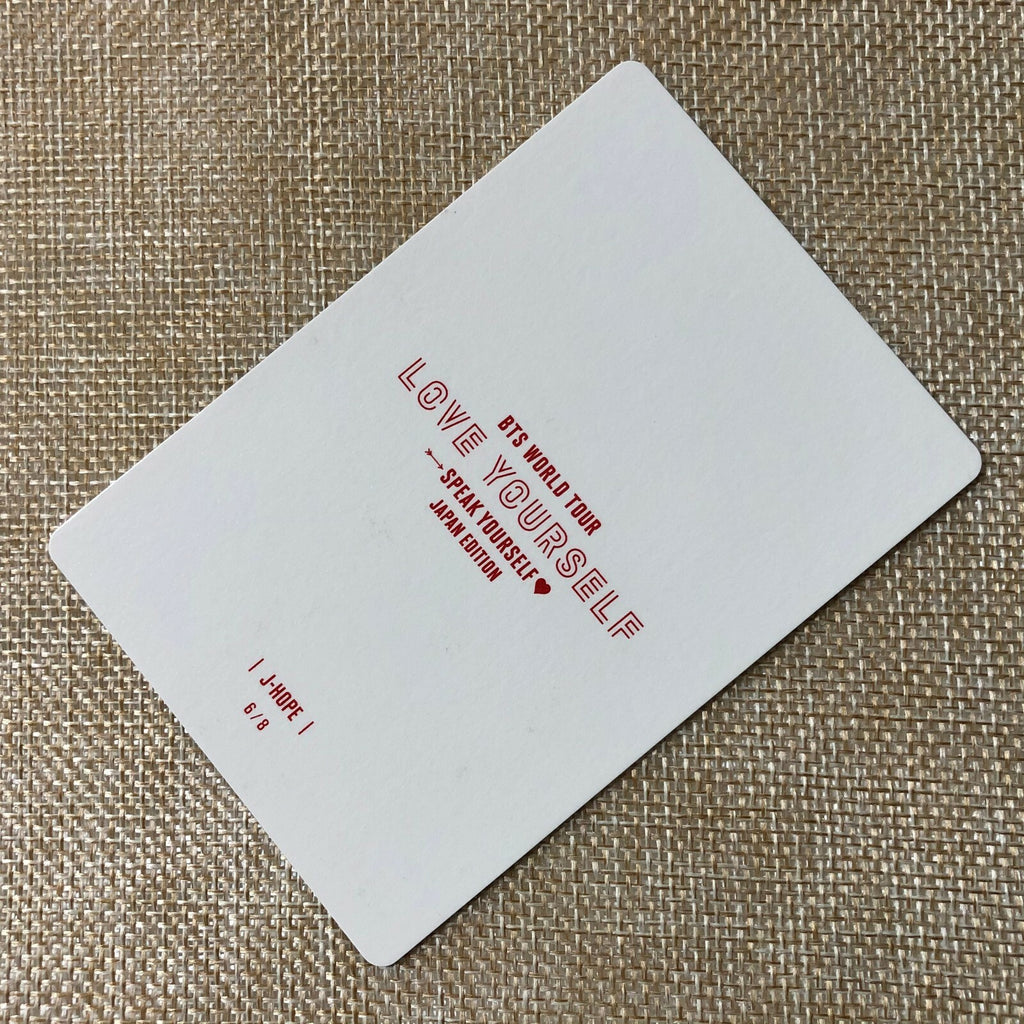 BTS WORLD TOUR
LOVE YOURSELF
SPEAK YOURSELF
JAPAN EDITION
| J-HOPE |
6/8